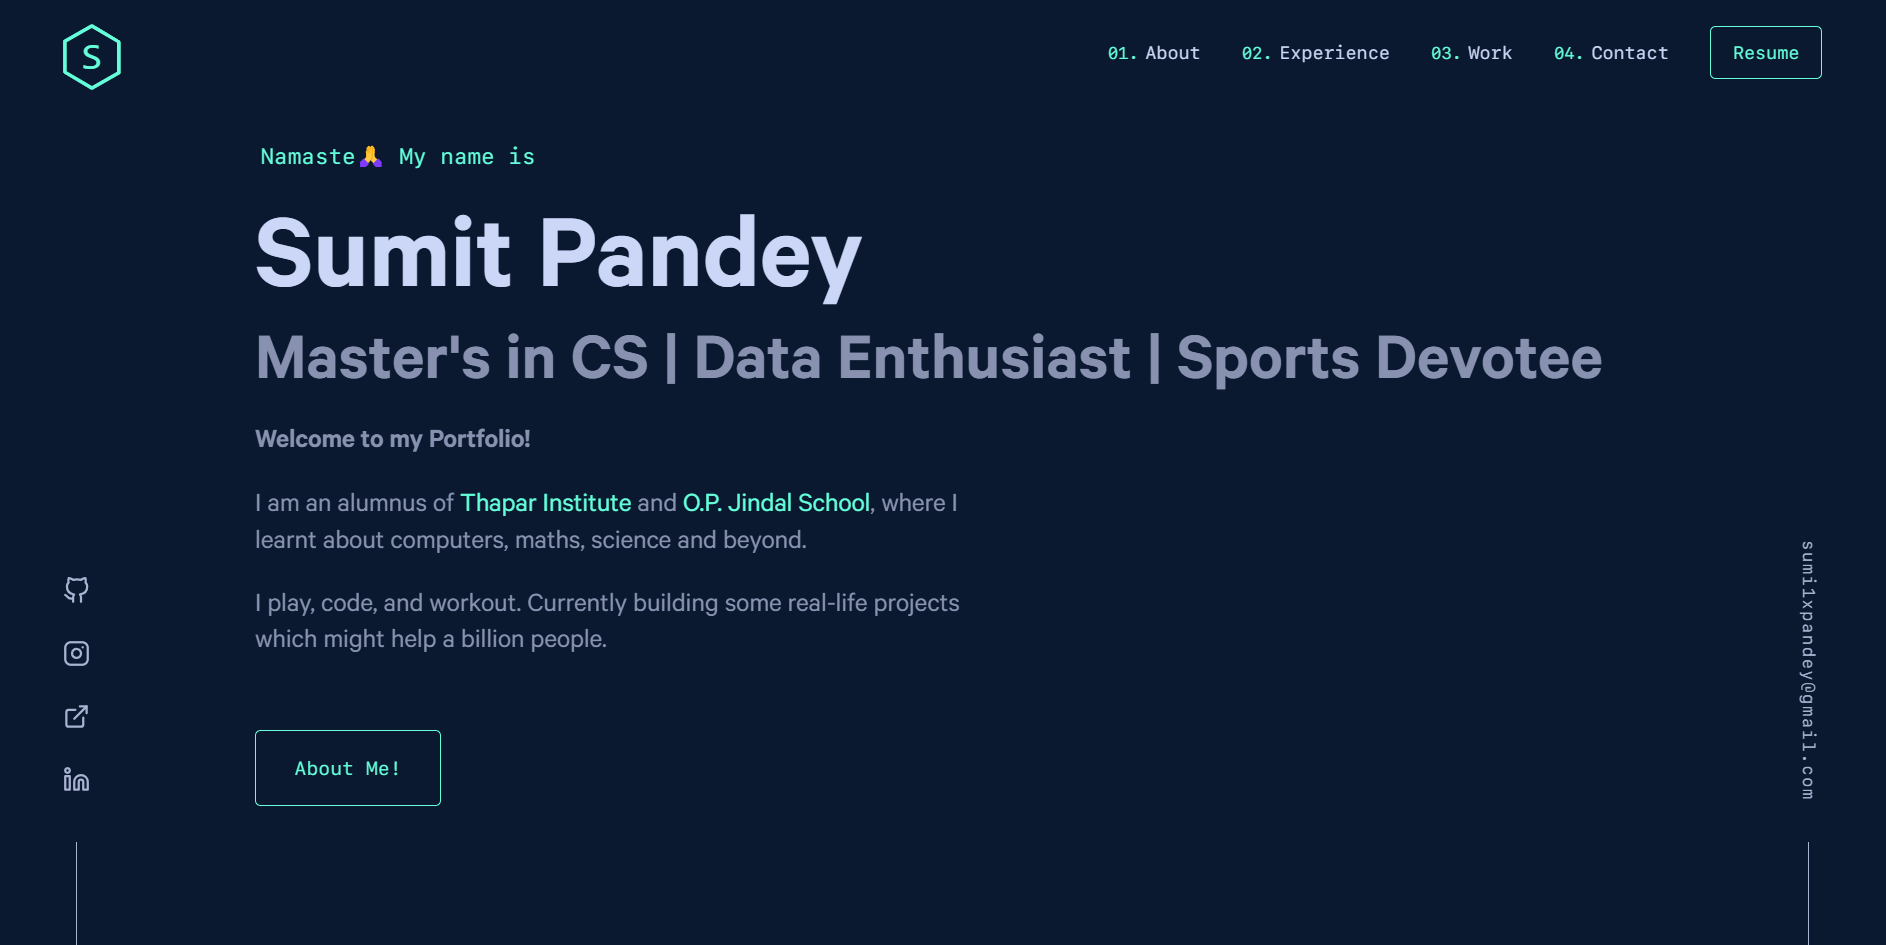 S
01. About
02. Experience
03. Work
04. Contact
Resume
Namaste🙏 My name is
Sumit Pandey
Master's in CS | Data Enthusiast | Sports Devotee
Welcome to my Portfolio!
I am an alumnus of Thapar Institute and O.P. Jindal School, where I
learnt about computers, maths, science and beyond.
I play, code, and workout. Currently building some real-life projects
which might help a billion people.
About Me!
sumi1xpandey@gmail.com